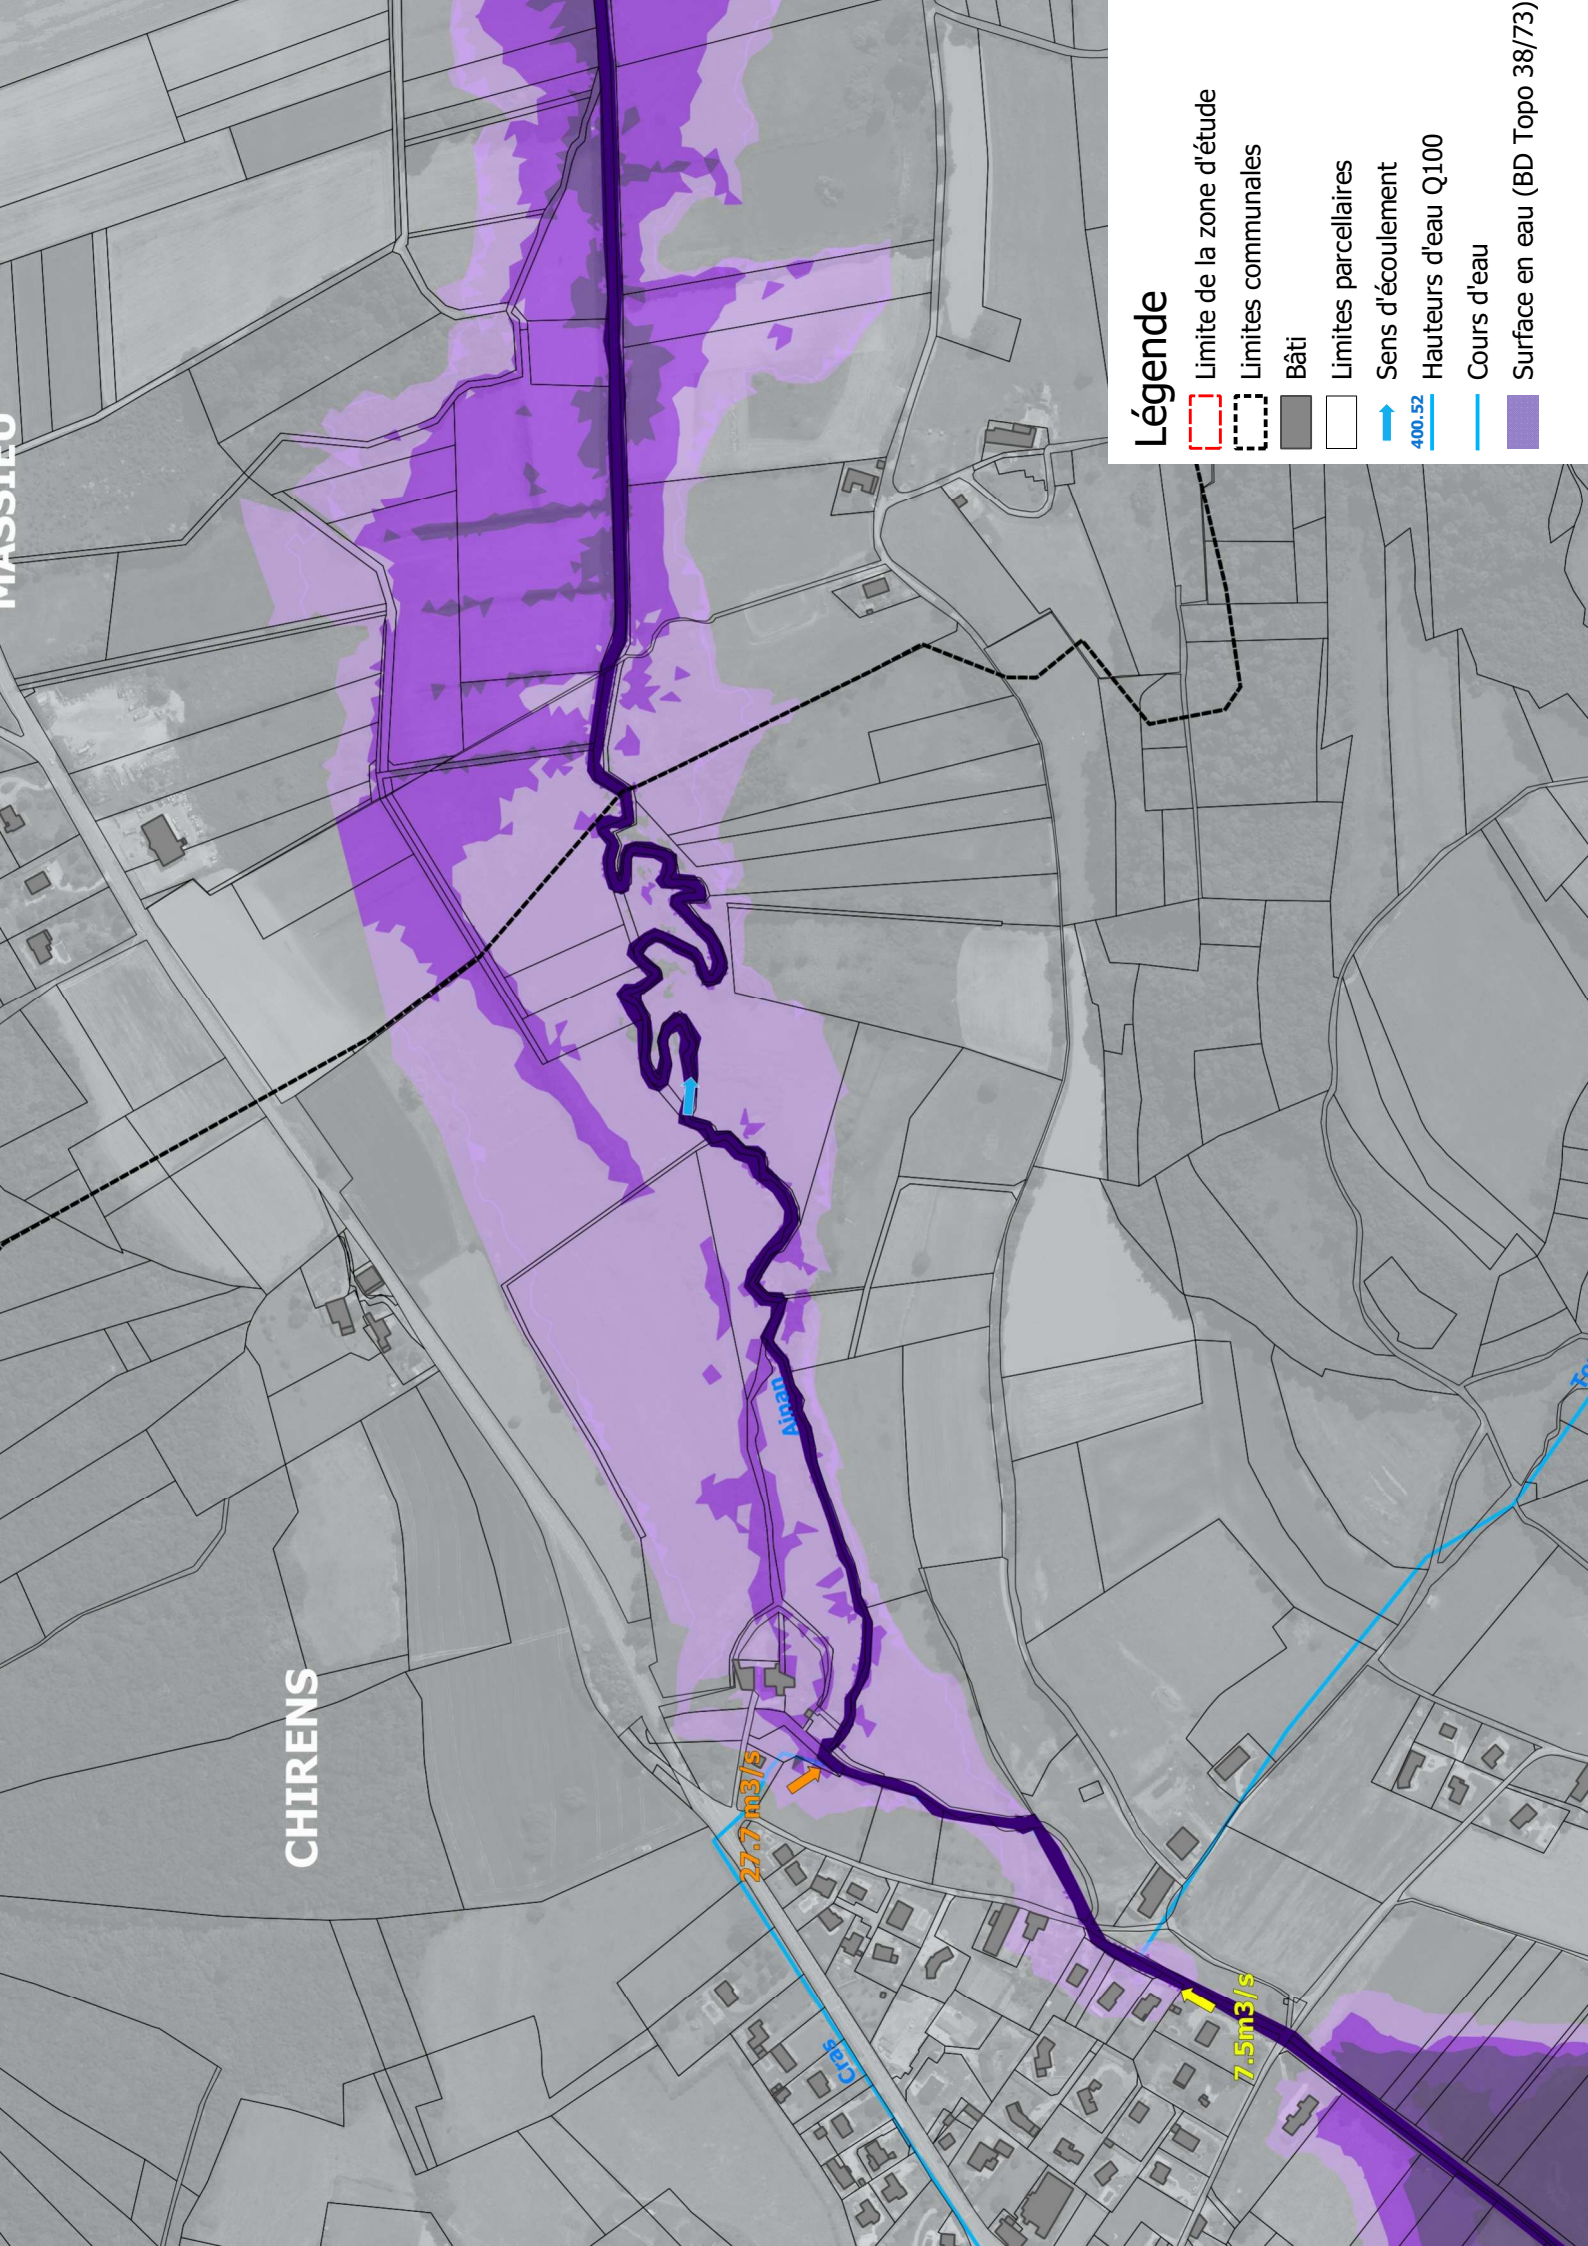 MASSIEU
CHIRENS
Ainan
27.7 m3/s
Cras
7.5m3/s
Légende
Limite de la zone d'étude
Limites communales
Bâti
Limites parcellaires
Sens d'écoulement
400.52 Hauteurs d'eau Q100
Cours d'eau
Surface en eau (BD Topo 38/73)